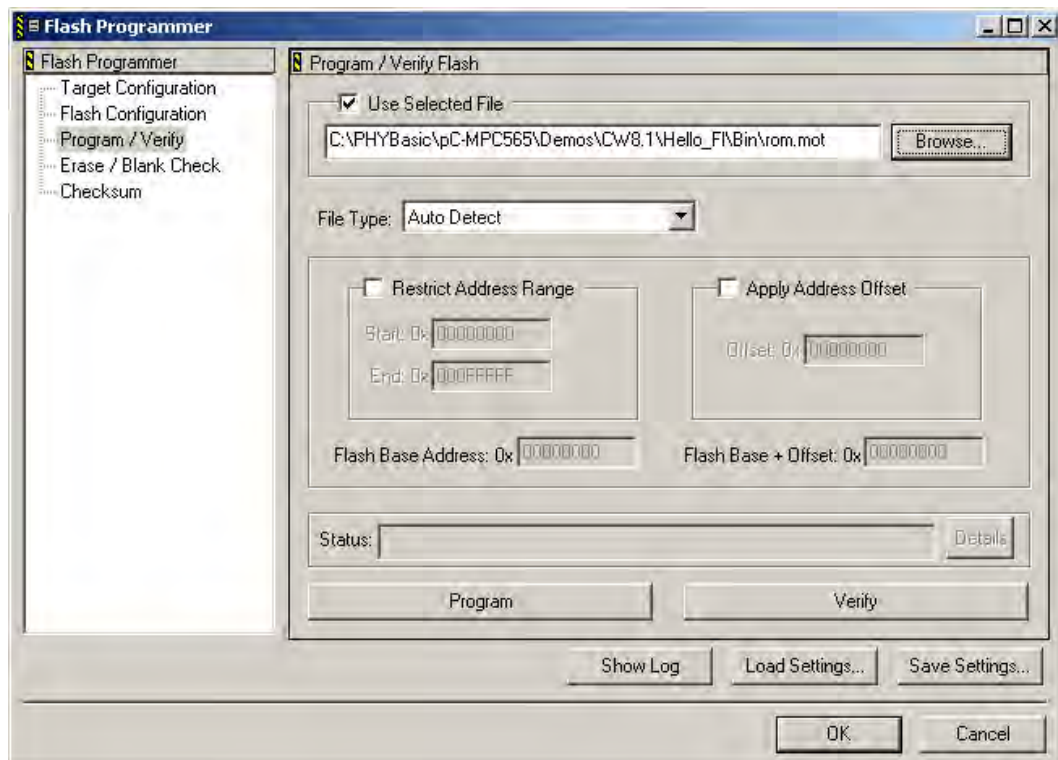 Flash Programmer
Flash Programmer
Target Configuration
Flash Configuration
Program / Verify
Erase / Blank Check
Checksum
Program / Verify Flash
Use Selected File
C:\PHYBasic\pC-MPC565\Demos\CW8.1\Hello_Fl\Bin\rom.mot Browse...
File Type: Auto Detect
Restrict Address Range
Start: 0x 00000000
End: 0x 000FFFFF
Apply Address Offset
Offset: 0x 00000000
Flash Base Address: 0x 00000000 Flash Base + Offset: 0x 00000000
Status: Details
Program Verify
Show Log Load Settings... Save Settings...
OK Cancel